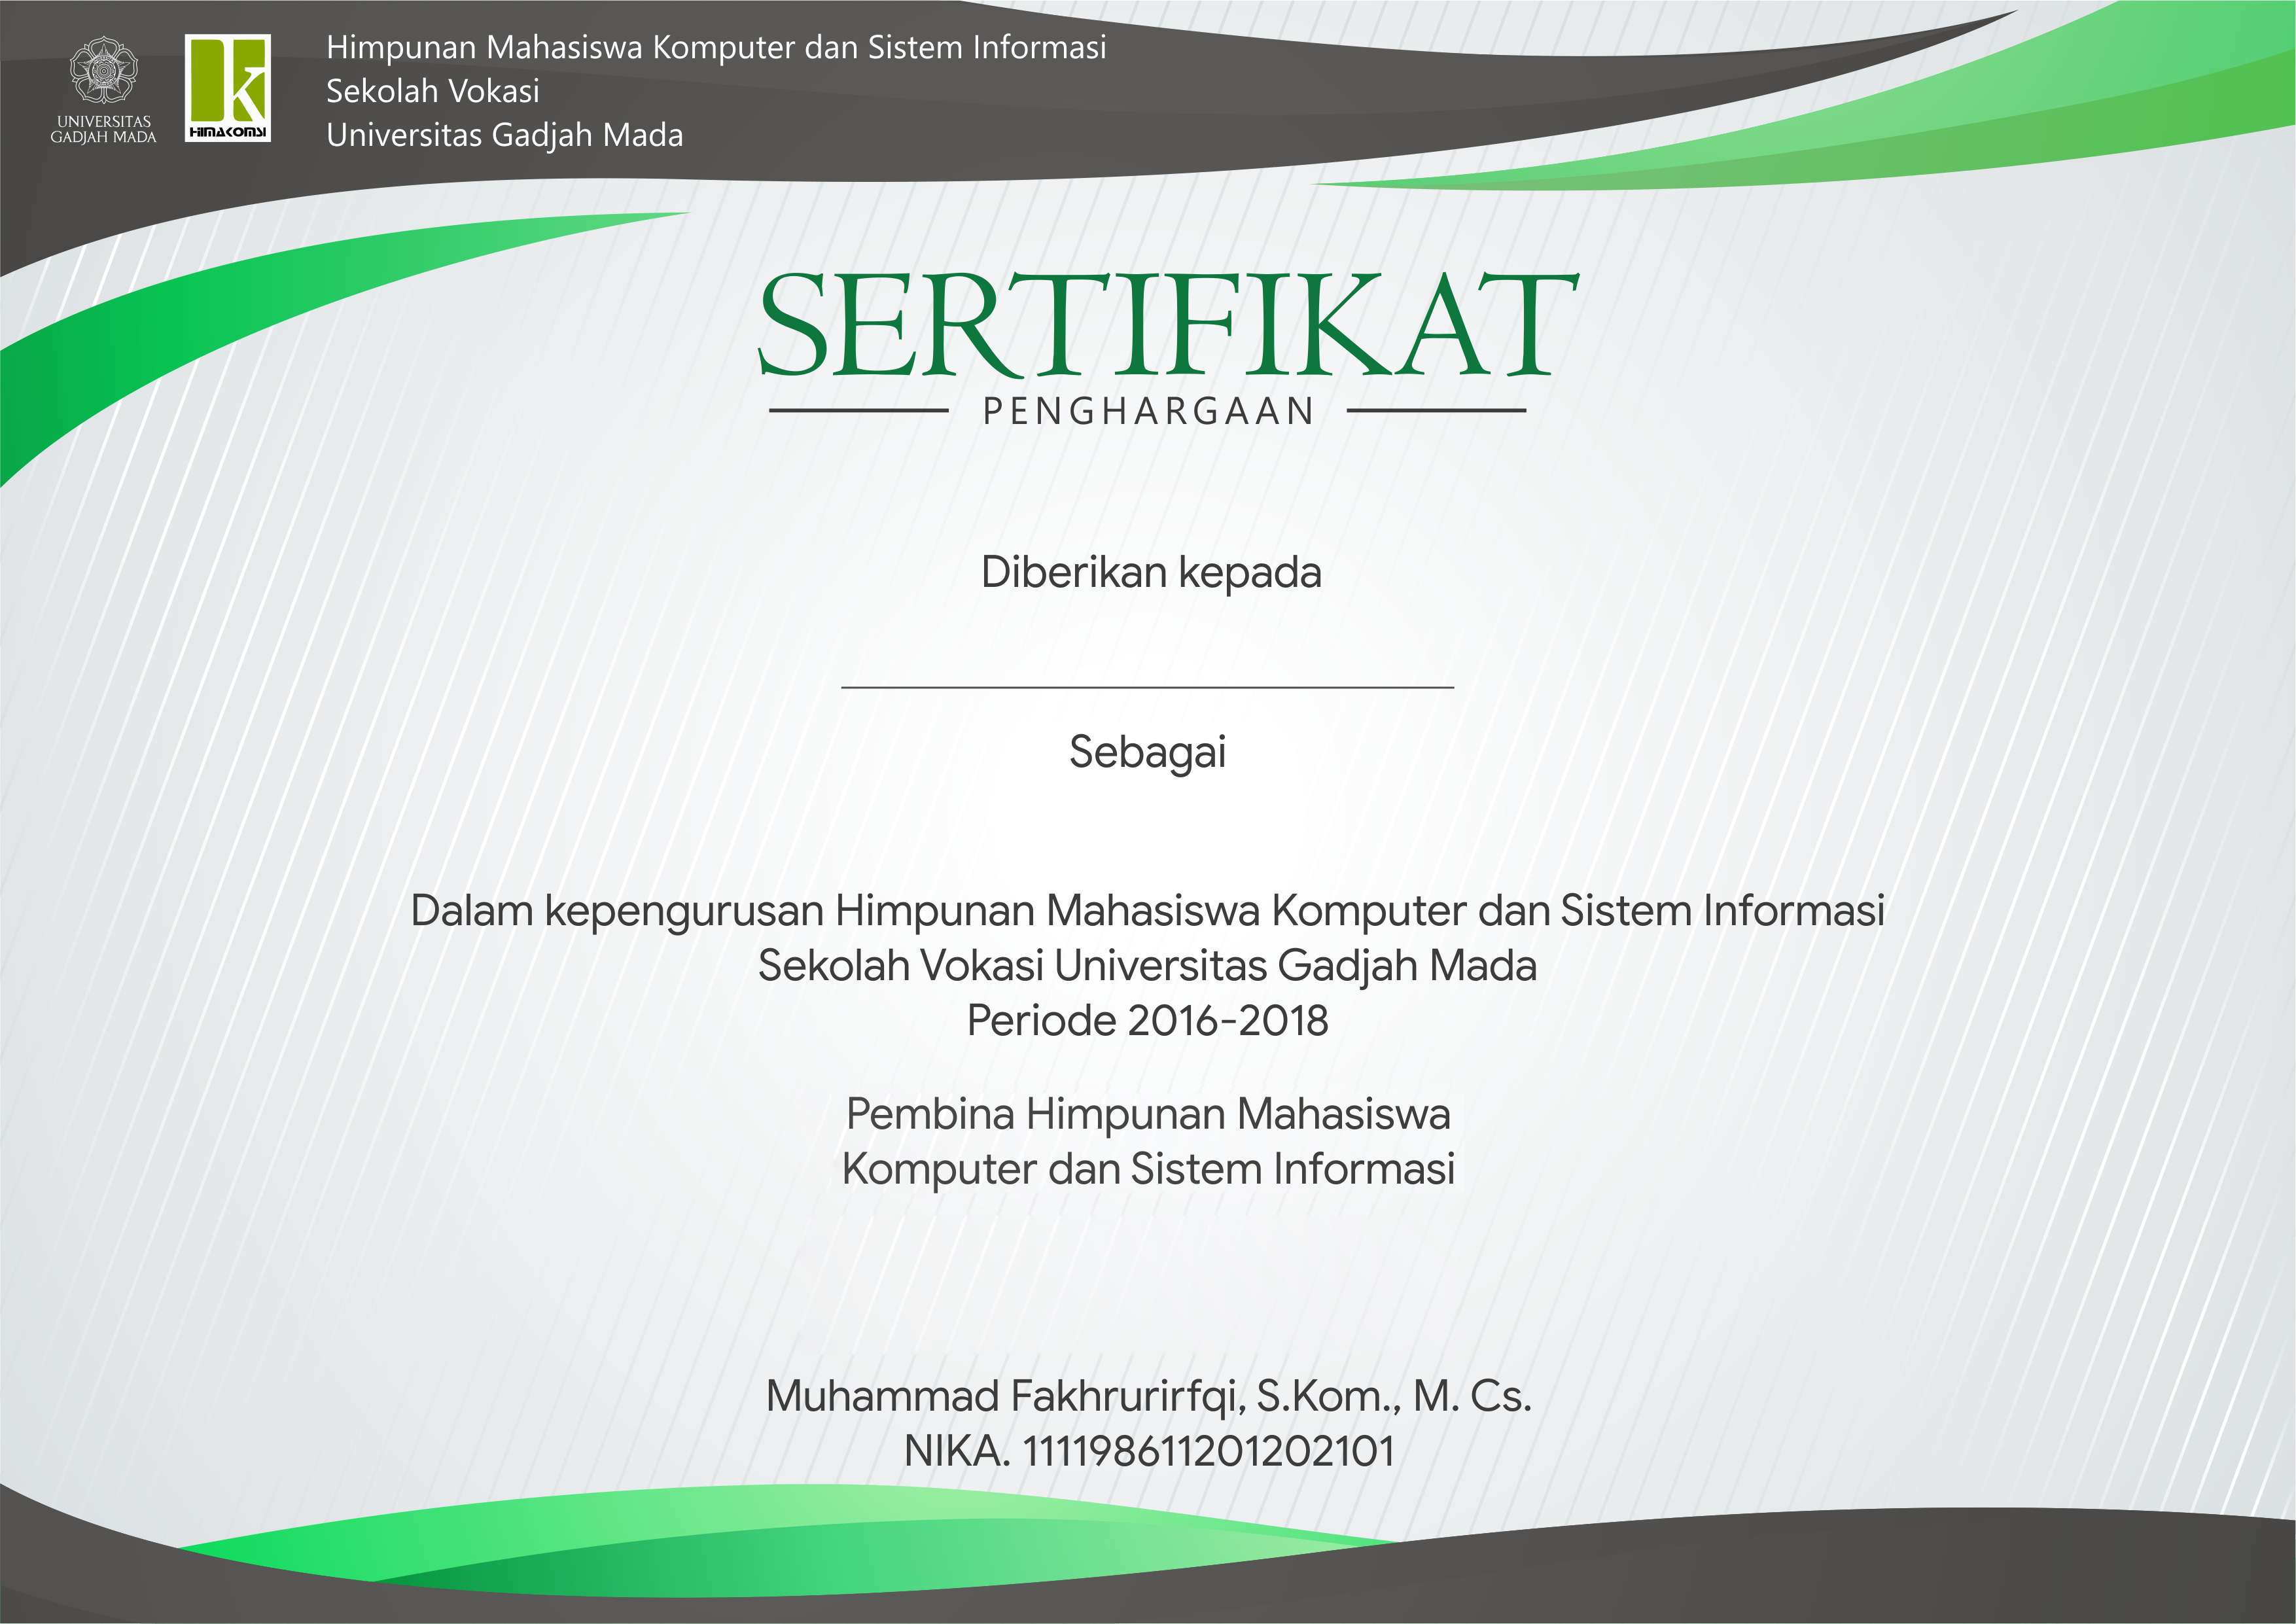 UNIVERSITAS
GADJAH MADA
HIMAKOMSI
Himpunan Mahasiswa Komputer dan Sistem Informasi
Sekolah Vokasi
Universitas Gadjah Mada
SERTIFIKAT
PENGHARGAAN
Diberikan kepada
Sebagai
Dalam kepengurusan Himpunan Mahasiswa Komputer dan Sistem Informasi
Sekolah Vokasi Universitas Gadjah Mada
Periode 2016-2018
Pembina Himpunan Mahasiswa
Komputer dan Sistem Informasi
Muhammad Fakhrurirfqi, S.Kom., M. Cs.
NIKA. 111198611201202101